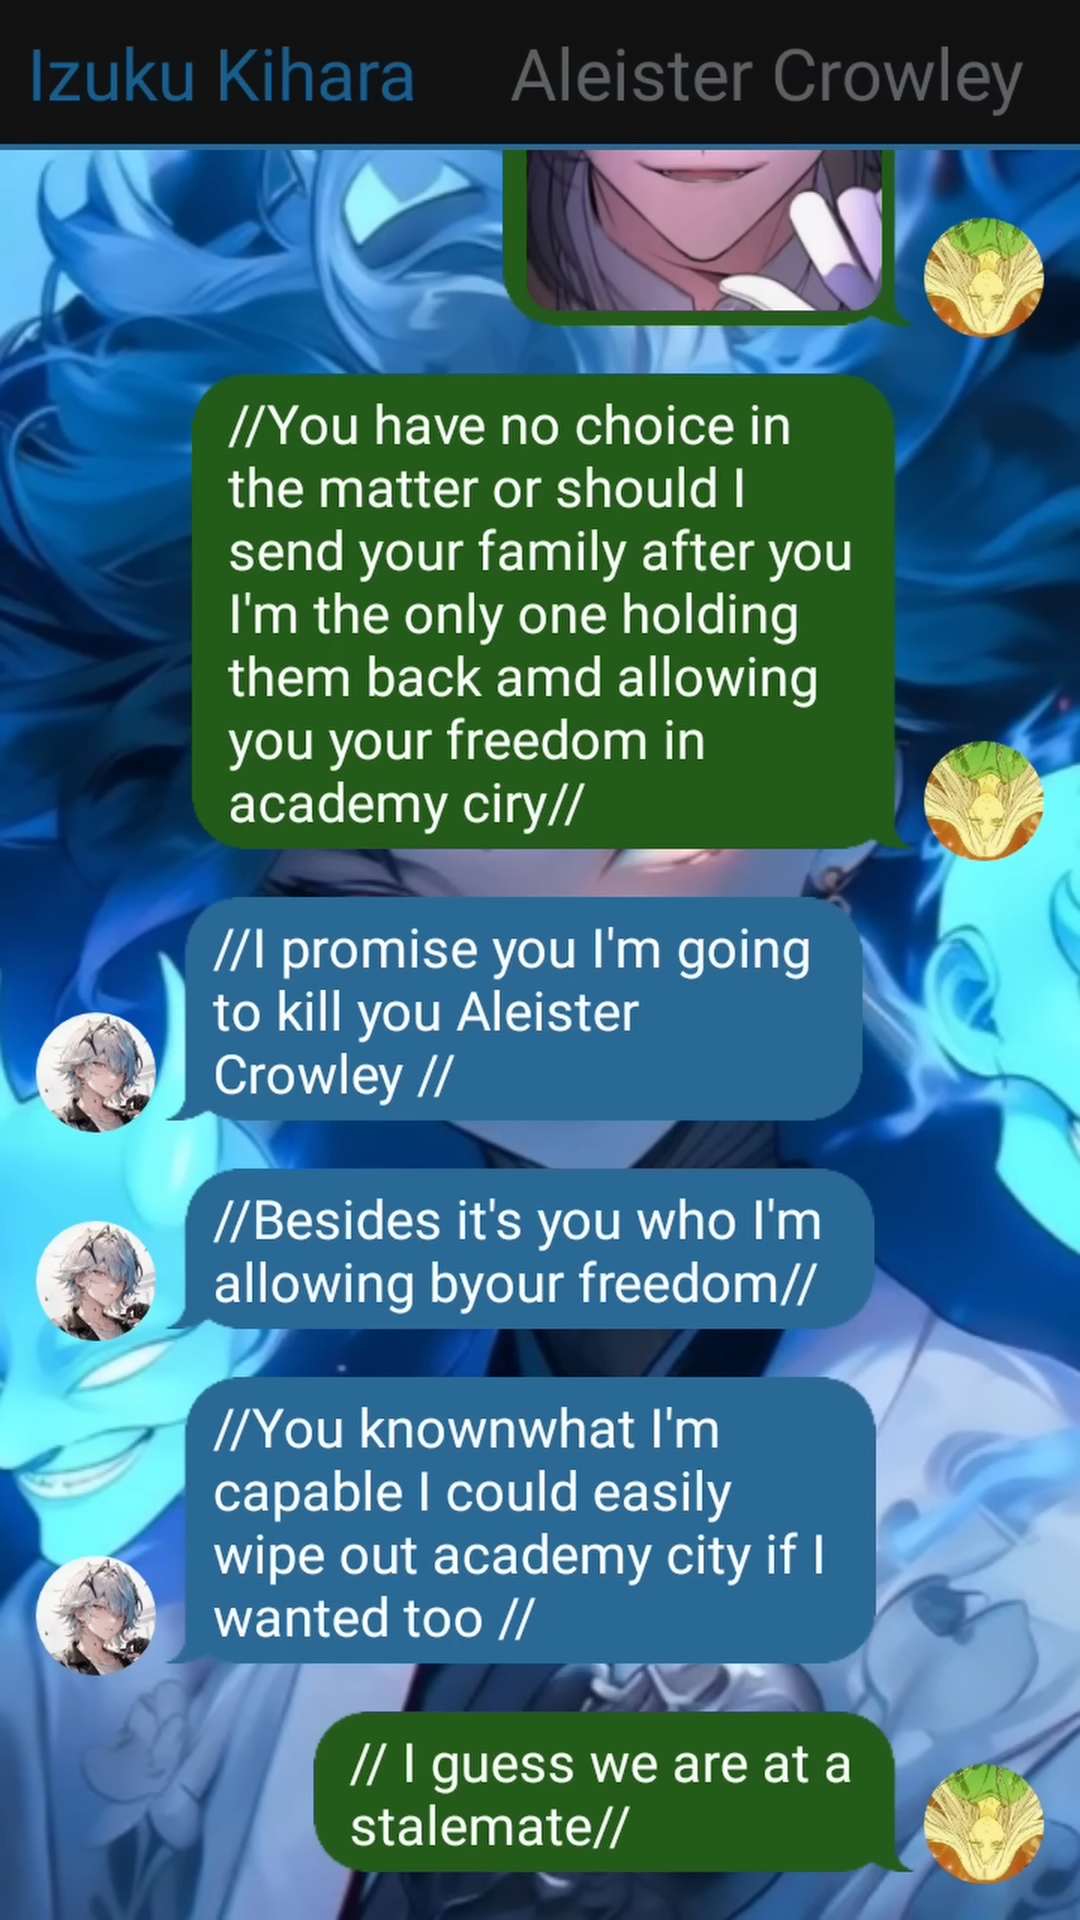 Izuku Kihara Aleister Crowley
//You have no choice in
the matter or should I
send your family after you
I'm the only one holding
them back amd allowing
you your freedom in
academy ciry//
//I promise you I'm going
to kill you Aleister
Crowley //
//Besides it's you who I'm
allowing byour freedom//
//You knownwhat I'm
capable I could easily
wipe out academy city if I
wanted too //
// I guess we are at a
stalemate//